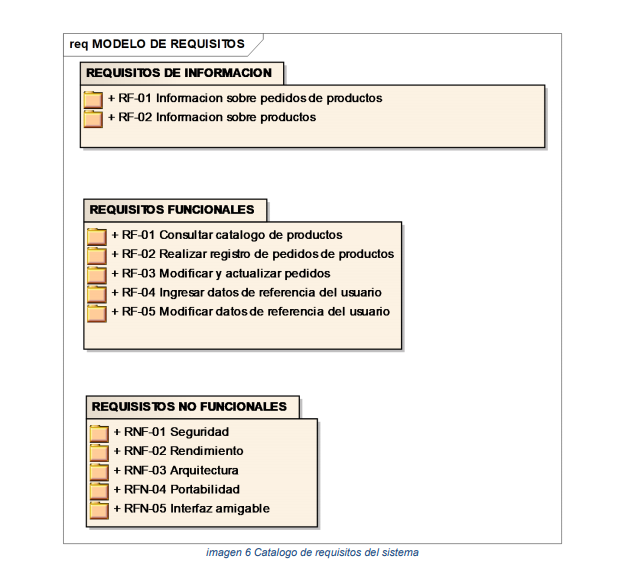 req MODELO DE REQUISITOS
REQUISITOS DE INFORMACION
+ RF-01 Informacion sobre pedidos de productos
+ RF-02 Informacion sobre productos
REQUISITOS FUNCIONALES
+ RF-01 Consultar catalogo de productos
+ RF-02 Realizar registro de pedidos de productos
+ RF-03 Modificar y actualizar pedidos
+ RF-04 Ingresar datos de referencia del usuario
+ RF-05 Modificar datos de referencia del usuario
REQUISISTOS NO FUNCIONALES
+ RNF-01 Seguridad
+ RNF-02 Rendimiento
+ RNF-03 Arquitectura
+ RFN-04 Portabilidad
+ RFN-05 Interfaz amigable
imagen 6 Catalogo de requisitos del sistema